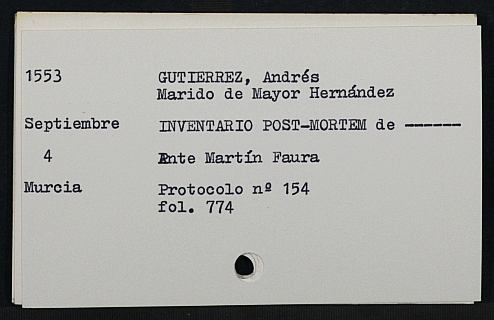 1553 GUTIERREZ, Andrés
Marido de Mayor Hernández
Septiembre INVENTARIO POST-MORTEM de ------
4 Ante Martín Faura
Murcia Protocolo nº 154
fol. 774